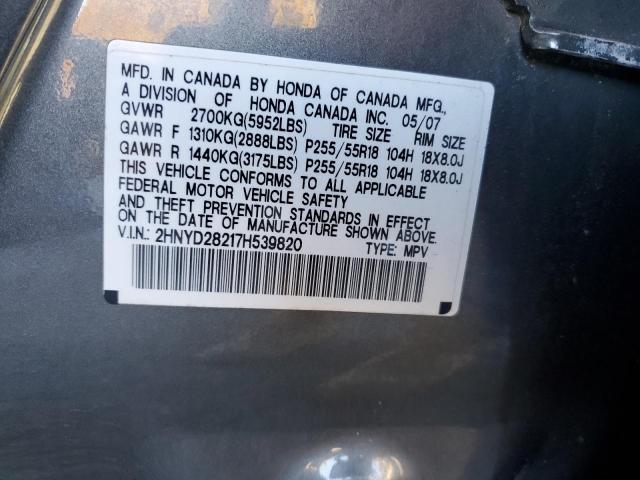 MFD. IN CANADA BY HONDA OF CANADA MFG.,
A DIVISION OF HONDA CANADA INC. 05/07
GVWR 2700KG(5952LBS) TIRE SIZE RIM SIZE
GAWR F 1310KG(2888LBS) P255/55R18 104H 18X8.0J
GAWR R 1440KG(3175LBS) P255/55R18 104H 18X8.0J
THIS VEHICLE CONFORMS TO ALL APPLICABLE
FEDERAL MOTOR VEHICLE SAFETY
AND THEFT PREVENTION STANDARDS IN EFFECT
ON THE DATE OF MANUFACTURE SHOWN ABOVE.
V.I.N.: 2HNYD28217H539820 TYPE: MPV